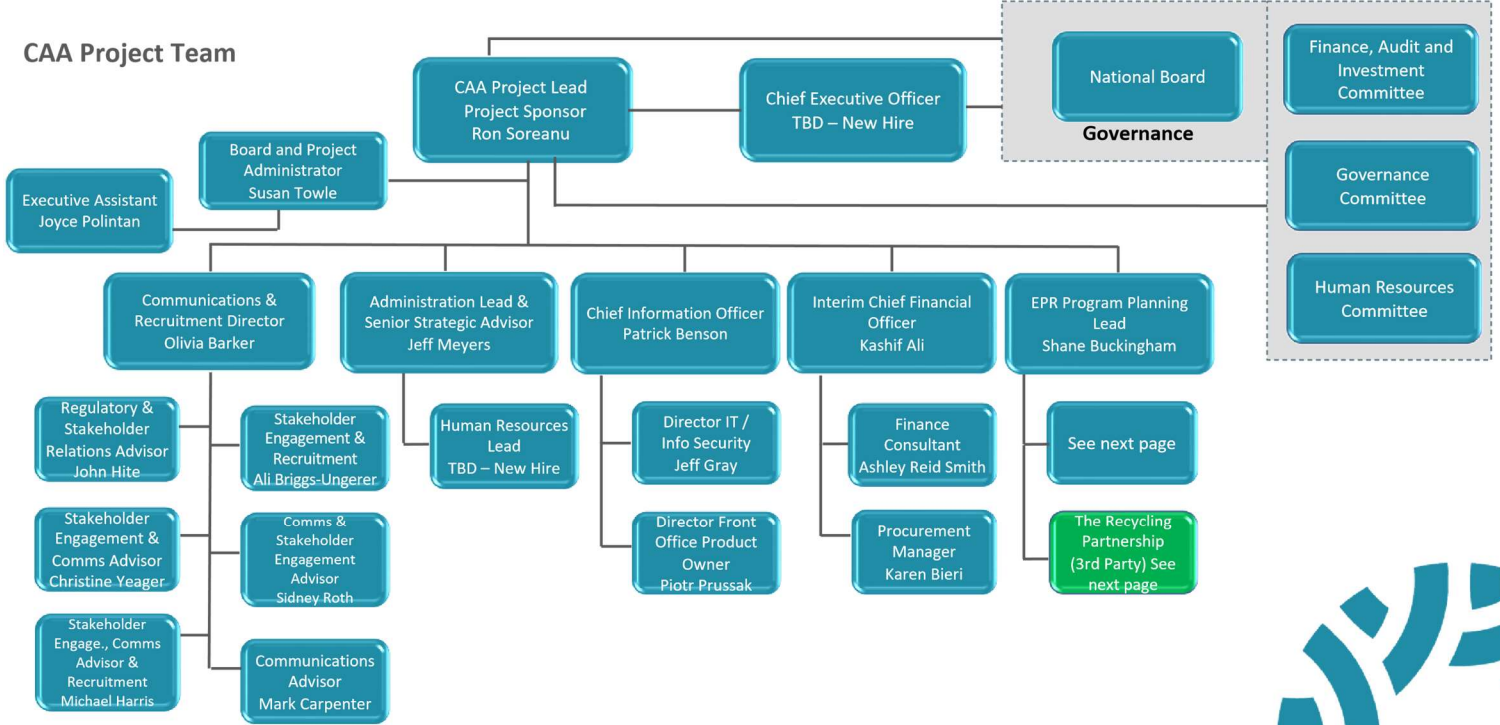 CAA Project Team
CAA Project Lead
Project Sponsor
Ron Soreanu
Chief Executive Officer
TBD – New Hire
National Board
Governance
Finance, Audit and
Investment
Committee
Governance
Committee
Human Resources
Committee
Board and Project
Administrator
Susan Towle
Executive Assistant
Joyce Polintan
Communications &
Recruitment Director
Olivia Barker
Administration Lead &
Senior Strategic Advisor
Jeff Meyers
Chief Information Officer
Patrick Benson
Interim Chief Financial
Officer
Kashif Ali
EPR Program Planning
Lead
Shane Buckingham
Regulatory &
Stakeholder
Relations Advisor
John Hite
Stakeholder
Engagement &
Recruitment
Ali Briggs-Ungerer
Human Resources
Lead
TBD – New Hire
Director IT /
Info Security
Jeff Gray
Finance
Consultant
Ashley Reid Smith
See next page
Stakeholder
Engagement &
Comms Advisor
Christine Yeager
Comms &
Stakeholder
Engagement
Advisor
Sidney Roth
Director Front
Office Product
Owner
Piotr Prussak
Procurement
Manager
Karen Bieri
The Recycling
Partnership
(3rd Party) See
next page
Stakeholder
Engage., Comms
Advisor &
Recruitment
Michael Harris
Communications
Advisor
Mark Carpenter